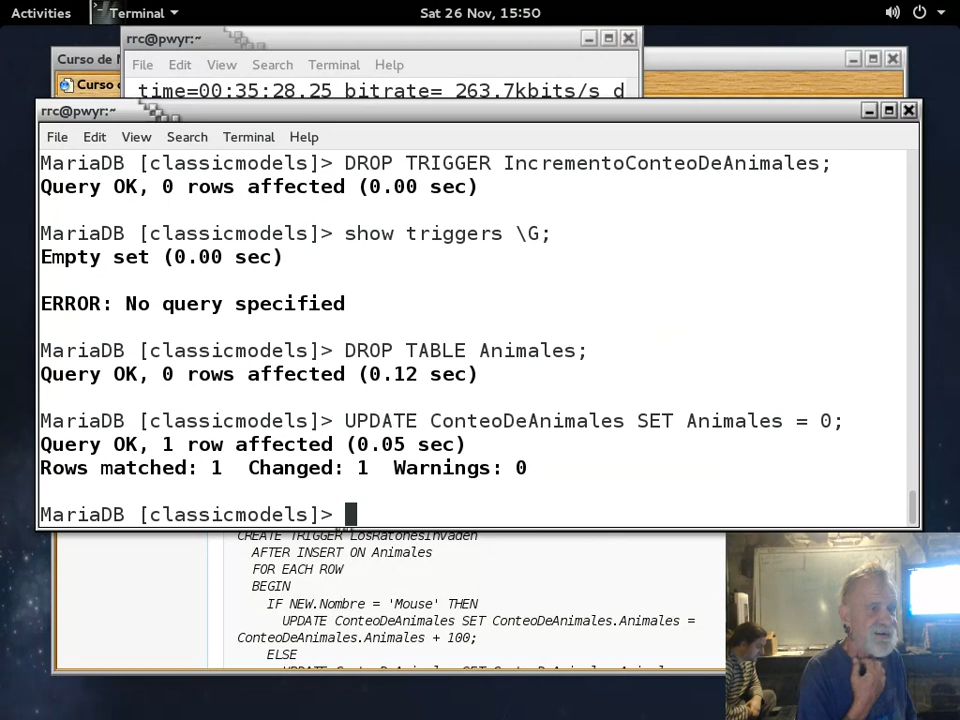 Activities Terminal Sat 26 Nov, 15:50
rrc@pwyr:~
Curso de
Curso
File Edit View Search Terminal Help
time=00:35:28.25 bitrate= 263.7kbits/s d
rrc@pwyr:~
File Edit View Search Terminal Help
MariaDB [classicmodels]> DROP TRIGGER IncrementoConteoDeAnimales;
Query OK, 0 rows affected (0.00 sec)
MariaDB [classicmodels]> show triggers \G;
Empty set (0.00 sec)
ERROR: No query specified
MariaDB [classicmodels]> DROP TABLE Animales;
Query OK, 0 rows affected (0.12 sec)
MariaDB [classicmodels]> UPDATE ConteoDeAnimales SET Animales = 0;
Query OK, 1 row affected (0.05 sec)
Rows matched: 1 Changed: 1 Warnings: 0
MariaDB [classicmodels]>
CREATE TRIGGER LosRatonesInvaden
AFTER INSERT ON Animales
FOR EACH ROW
BEGIN
IF NEW.Nombre = 'Mouse' THEN
UPDATE ConteoDeAnimales SET ConteoDeAnimales.Animales =
ConteoDeAnimales.Animales + 100;
ELSE